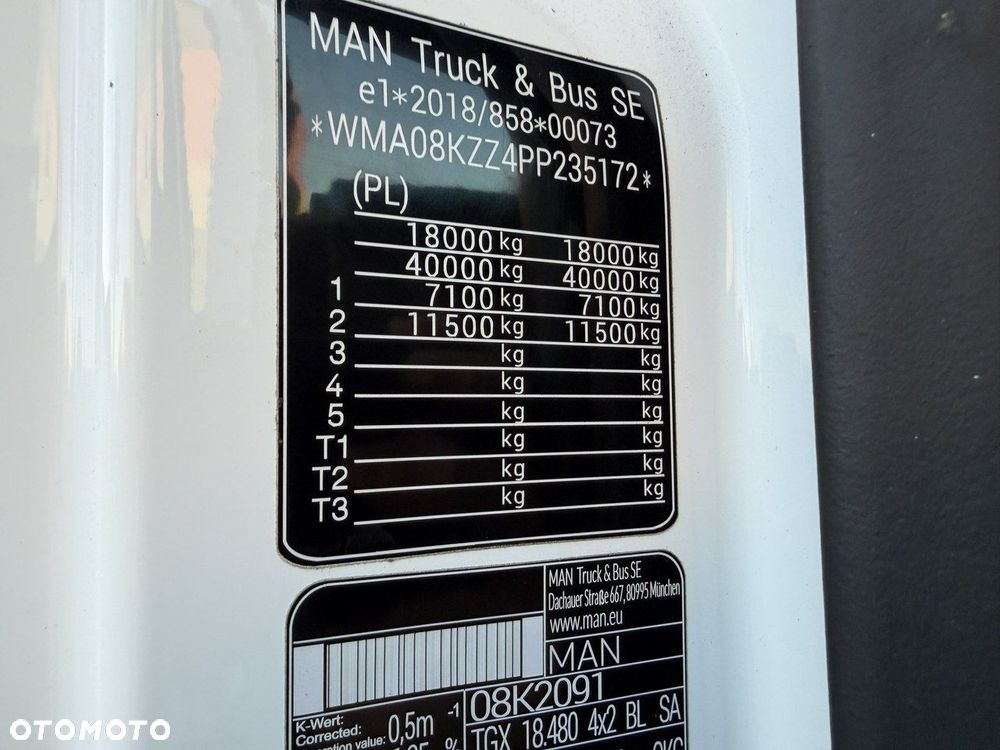 MAN Truck & Bus SE
e1*2018/858*00073
*WMA08KZZ4PP235172*
(PL)
18000 kg 18000 kg
40000 kg 40000 kg
1 7100 kg 7100 kg
2 11500 kg 11500 kg
3 kg kg
4 kg kg
5 kg kg
T1 kg kg
T2 kg kg
T3 kg kg
MAN Truck & Bus SE
Dachauer Straße 667, 80995 München
www.man.eu
MAN
08K2091
K-Wert:
Corrected:
value: 0,5m -1
TGX 18.480 4x2 BL SA
%
OTOMOTO